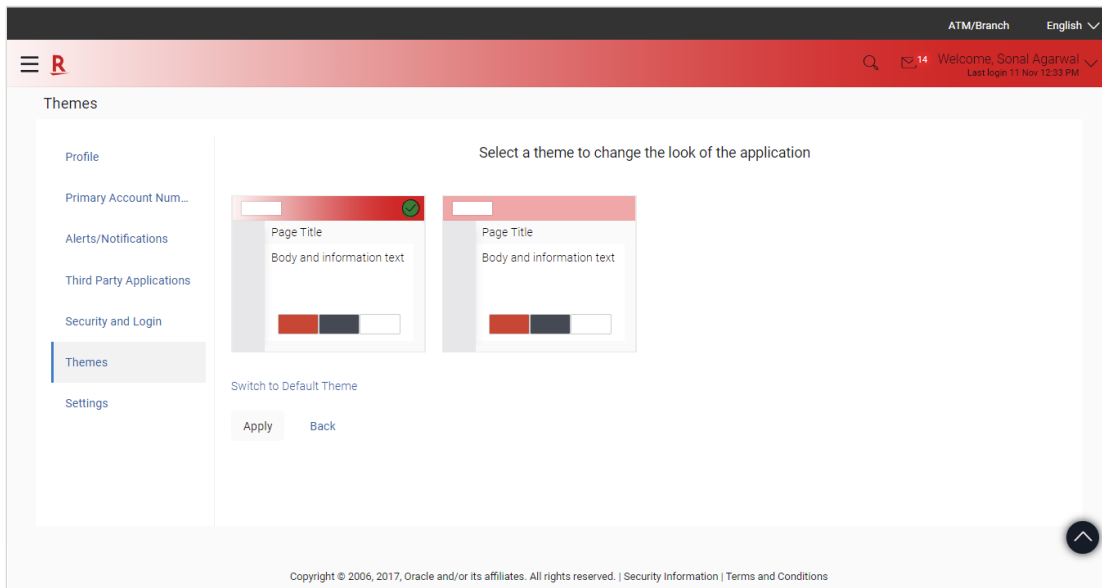 ATM/Branch English
R 14 Welcome, Sonal Agarwal
Last login 11 Nov 12:33 PM
Themes
Profile
Primary Account Num...
Alerts/Notifications
Third Party Applications
Security and Login
Themes
Settings
Select a theme to change the look of the application
Page Title
Body and information text
Page Title
Body and information text
Switch to Default Theme
Apply Back
Copyright © 2006, 2017, Oracle and/or its affiliates. All rights reserved. | Security Information | Terms and Conditions